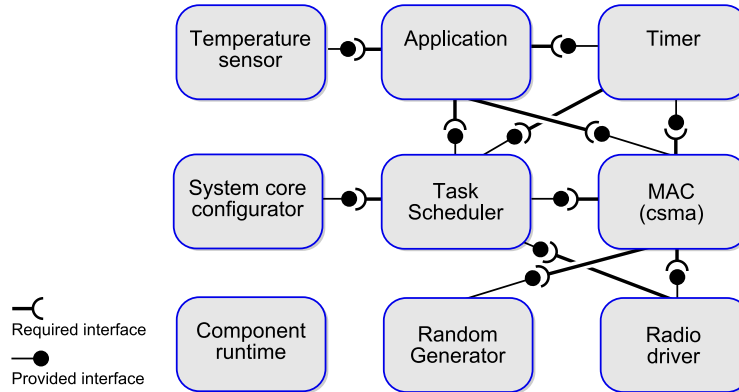 Temperature
sensor
Application
Timer
System core
configurator
Task
Scheduler
MAC
(csma)
Component
runtime
Random
Generator
Radio
driver
Required interface
Provided interface